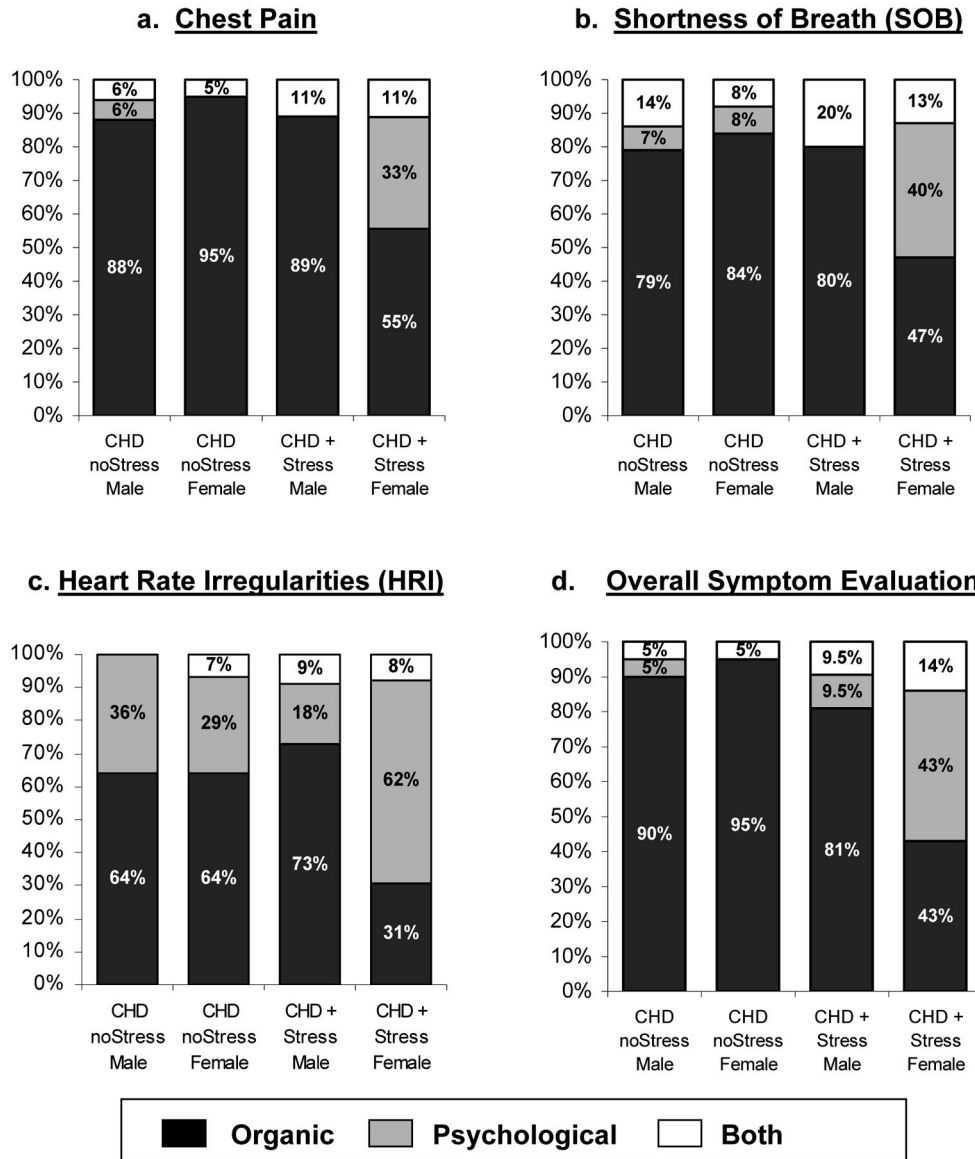 a. Chest Pain
100%
90%
80%
70%
60%
50%
40%
30%
20%
10%
0%
6%
6%
88%
5%
95%
11%
89%
11%
33%
55%
CHD
noStress
Male
CHD
noStress
Female
CHD +
Stress
Male
CHD +
Stress
Female
b. Shortness of Breath (SOB)
100%
90%
80%
70%
60%
50%
40%
30%
20%
10%
0%
14%
7%
79%
8%
8%
84%
20%
80%
13%
40%
47%
CHD
noStress
Male
CHD
noStress
Female
CHD +
Stress
Male
CHD +
Stress
Female
c. Heart Rate Irregularities (HRI)
100%
90%
80%
70%
60%
50%
40%
30%
20%
10%
0%
36%
64%
7%
29%
64%
9%
18%
73%
8%
62%
31%
CHD
noStress
Male
CHD
noStress
Female
CHD +
Stress
Male
CHD +
Stress
Female
d. Overall Symptom Evaluation
100%
90%
80%
70%
60%
50%
40%
30%
20%
10%
0%
5%
5%
90%
5%
95%
9.5%
9.5%
81%
14%
43%
43%
CHD
noStress
Male
CHD
noStress
Female
CHD +
Stress
Male
CHD +
Stress
Female
Organic Psychological Both